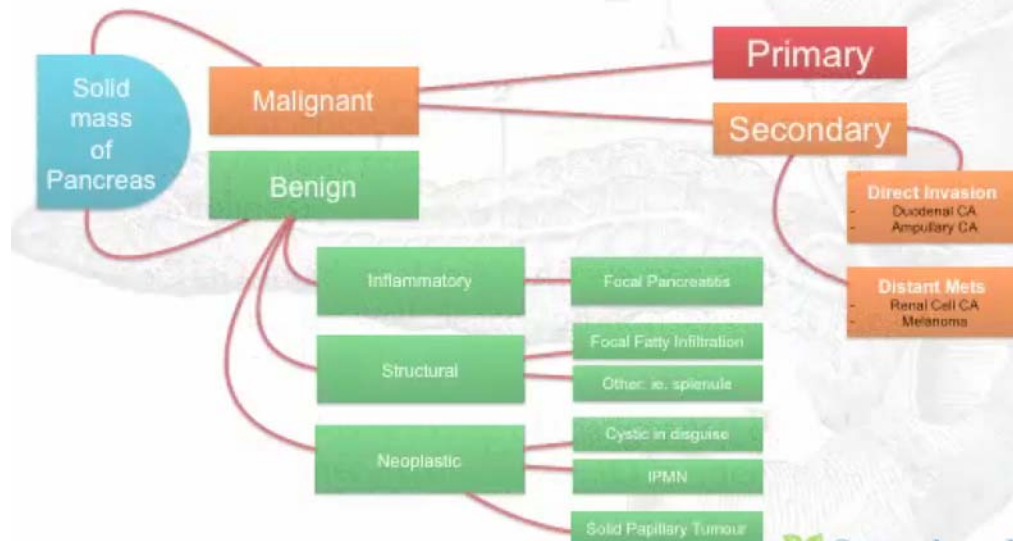 Solid
mass
of
Pancreas
Malignant
Benign
Primary
Secondary
Direct Invasion
- Duodenal CA
- Ampullary CA
Distant Mets
- Renal Cell CA
- Melanoma
Inflammatory
Focal Pancreatitis
Structural
Focal Fatty Infiltration
Other: ie. splenule
Neoplastic
Cystic in disguise
IPMN
Solid Papillary Tumour